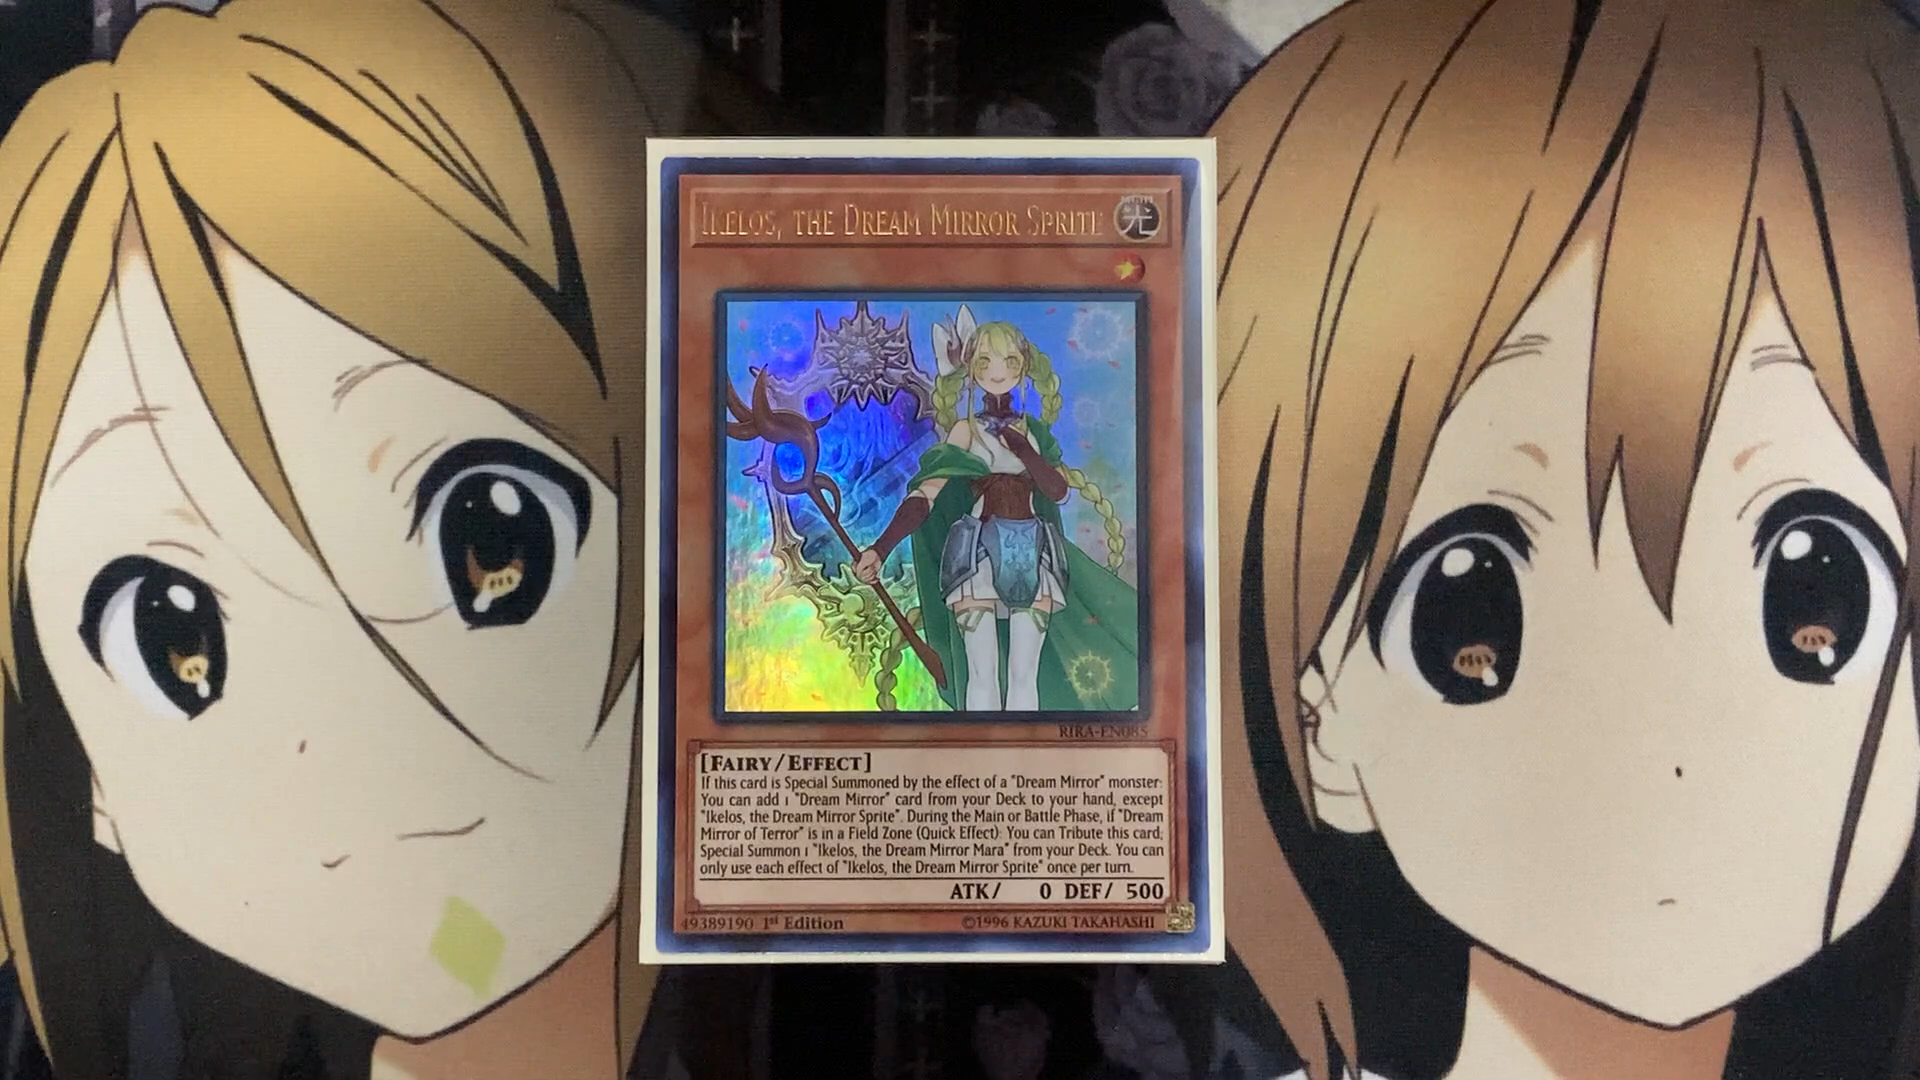 Ikelos, the Dream Mirror Sprite
LIGHT
光
RIRA-EN085
[Fairy/Effect]
If this card is Special Summoned by the effect of a "Dream Mirror" monster:
You can add 1 "Dream Mirror" card from your Deck to your hand, except
"Ikelos, the Dream Mirror Sprite". During the Main or Battle Phase, if "Dream
Mirror of Terror" is in a Field Zone (Quick Effect): You can Tribute this card;
Special Summon 1 "Ikelos, the Dream Mirror Mara" from your Deck. You can
only use each effect of "Ikelos, the Dream Mirror Sprite" once per turn.
ATK/ 0 DEF/ 500
49389190 1st Edition ©1996 KAZUKI TAKAHASHI